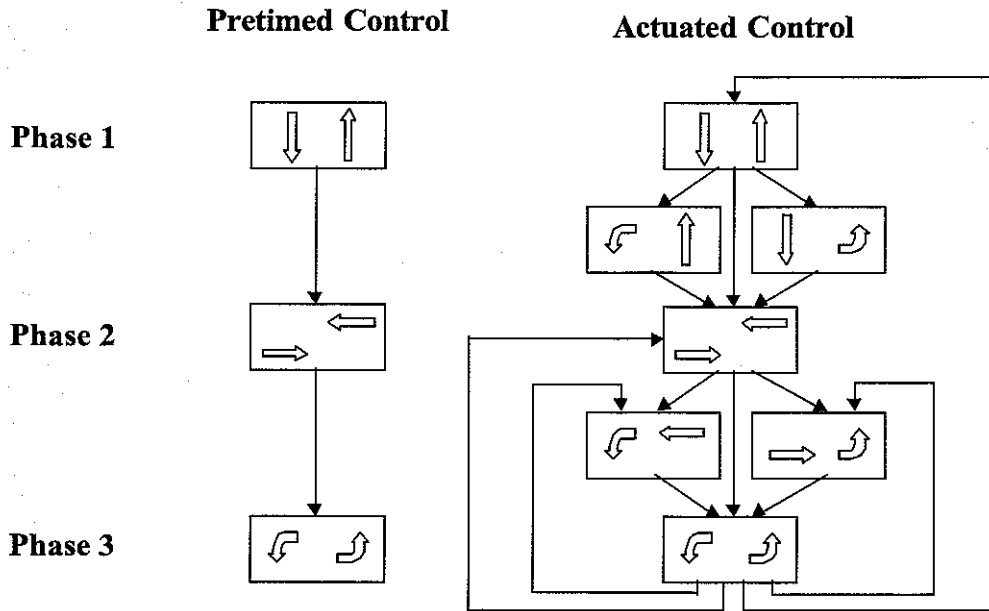 Pretimed Control
Actuated Control
Phase 1
Phase 2
Phase 3